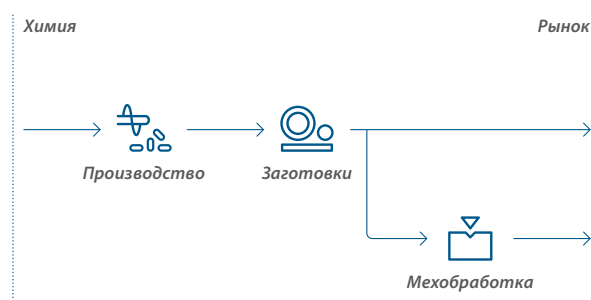 Химия
Рынок
Производство
Заготовки
Мехобработка